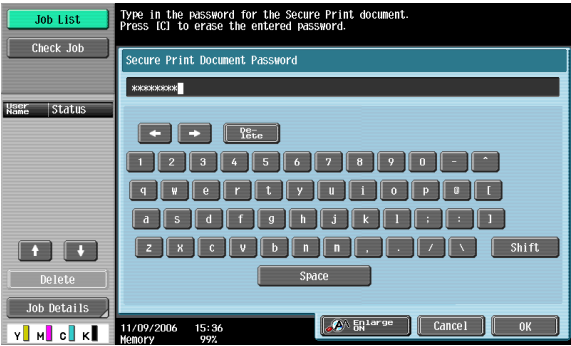 Job List
Check Job
User Name
Status
Delete
Job Details
Y M C K
Type in the password for the Secure Print document.
Press [C] to erase the entered password.
Secure Print Document Password
********
← → De-lete
1 2 3 4 5 6 7 8 9 0 - ^
q w e r t y u i o p @ [
a s d f g h j k l ; : ]
z x c v b n m , . / \ Shift
Space
11/09/2006 15:36
Memory 99%
Enlarge ON
Cancel
OK